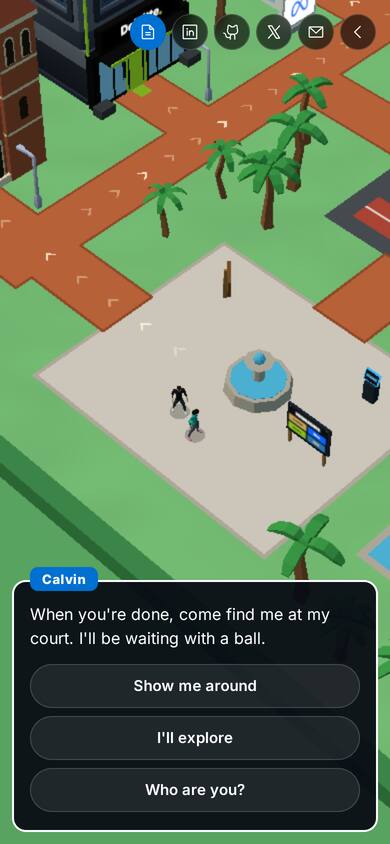 Calvin
When you're done, come find me at my
court. I'll be waiting with a ball.
Show me around
I'll explore
Who are you?